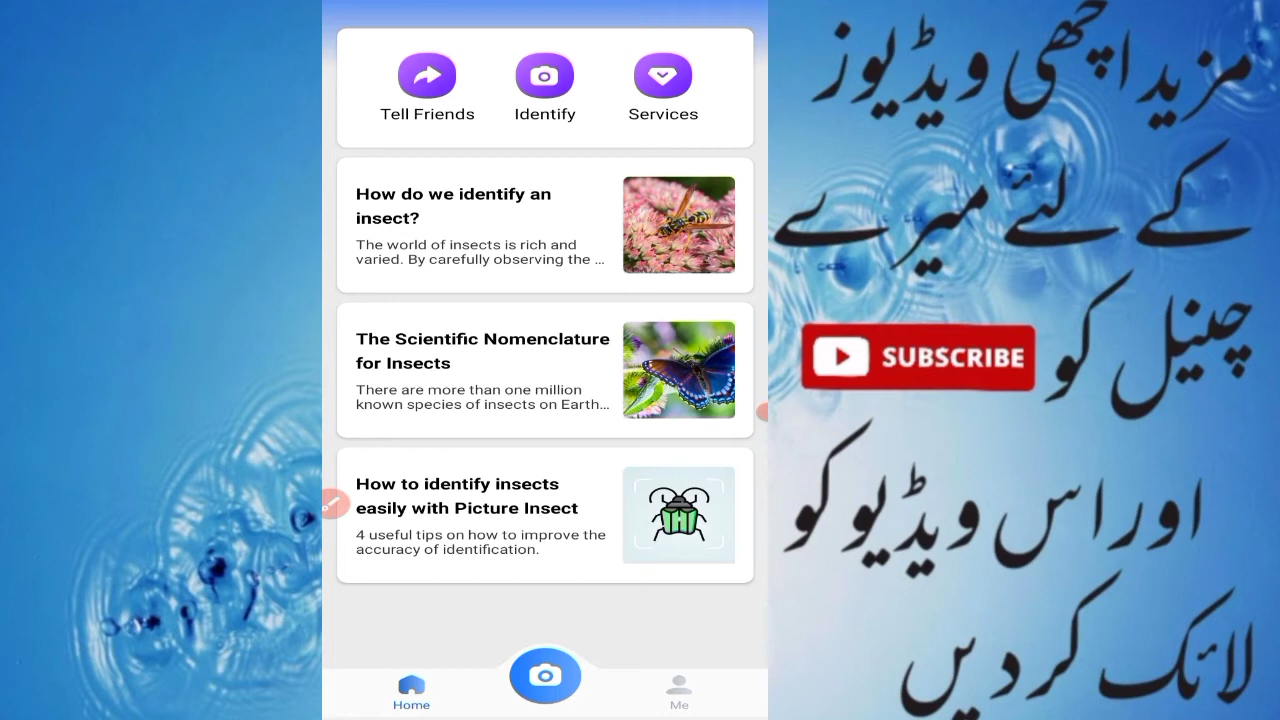 Tell Friends
Identify
Services
How do we identify an
insect?
The world of insects is rich and
varied. By carefully observing the ...
The Scientific Nomenclature
for Insects
There are more than one million
known species of insects on Earth...
How to identify insects
easily with Picture Insect
4 useful tips on how to improve the
accuracy of identification.
Home
Me
مزید اچھی ویڈیوز
کے لئے میرے
چینل کو SUBSCRIBE
اور اس ویڈیو کو
لائک کر دیں